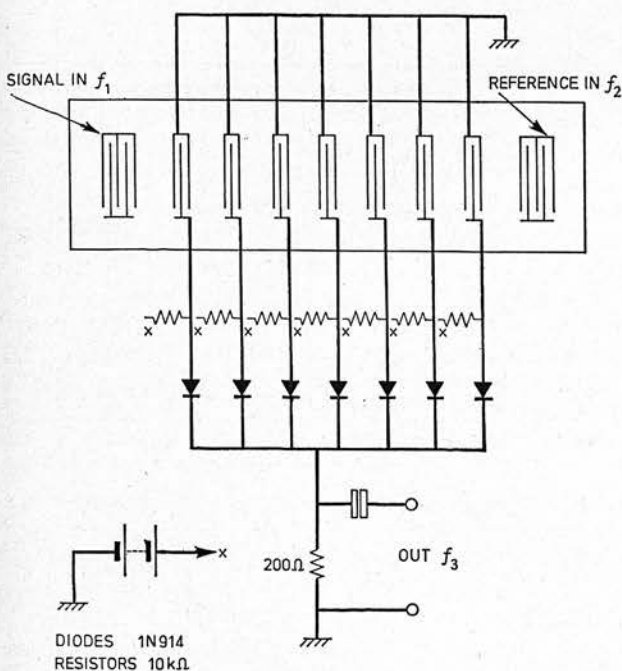 SIGNAL IN f₁
REFERENCE IN f₂
x x x x x x x
200Ω
OUT f₃
x
DIODES 1N914
RESISTORS 10kΩ